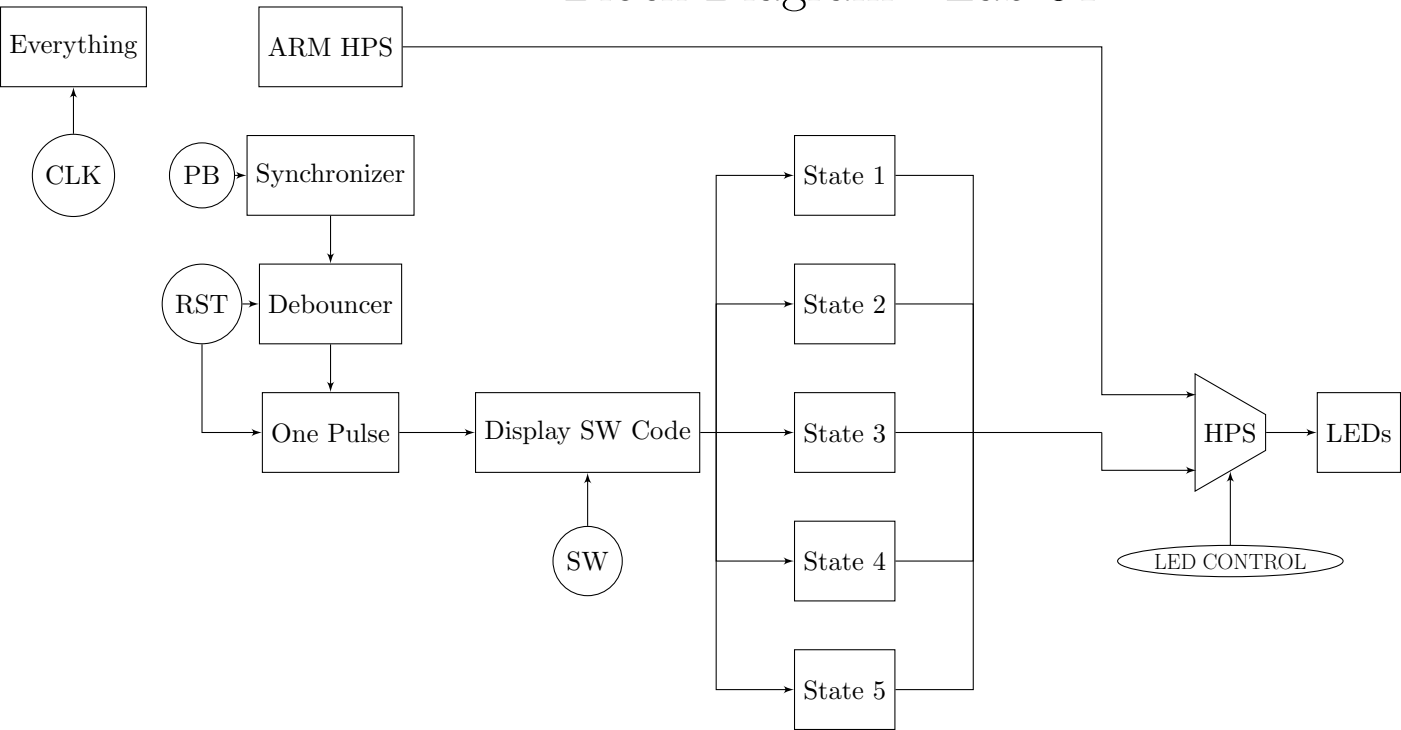 Everything
ARM HPS
CLK
PB
Synchronizer
State 1
RST
Debouncer
State 2
One Pulse
Display SW Code
State 3
HPS
LEDs
SW
State 4
LED CONTROL
State 5